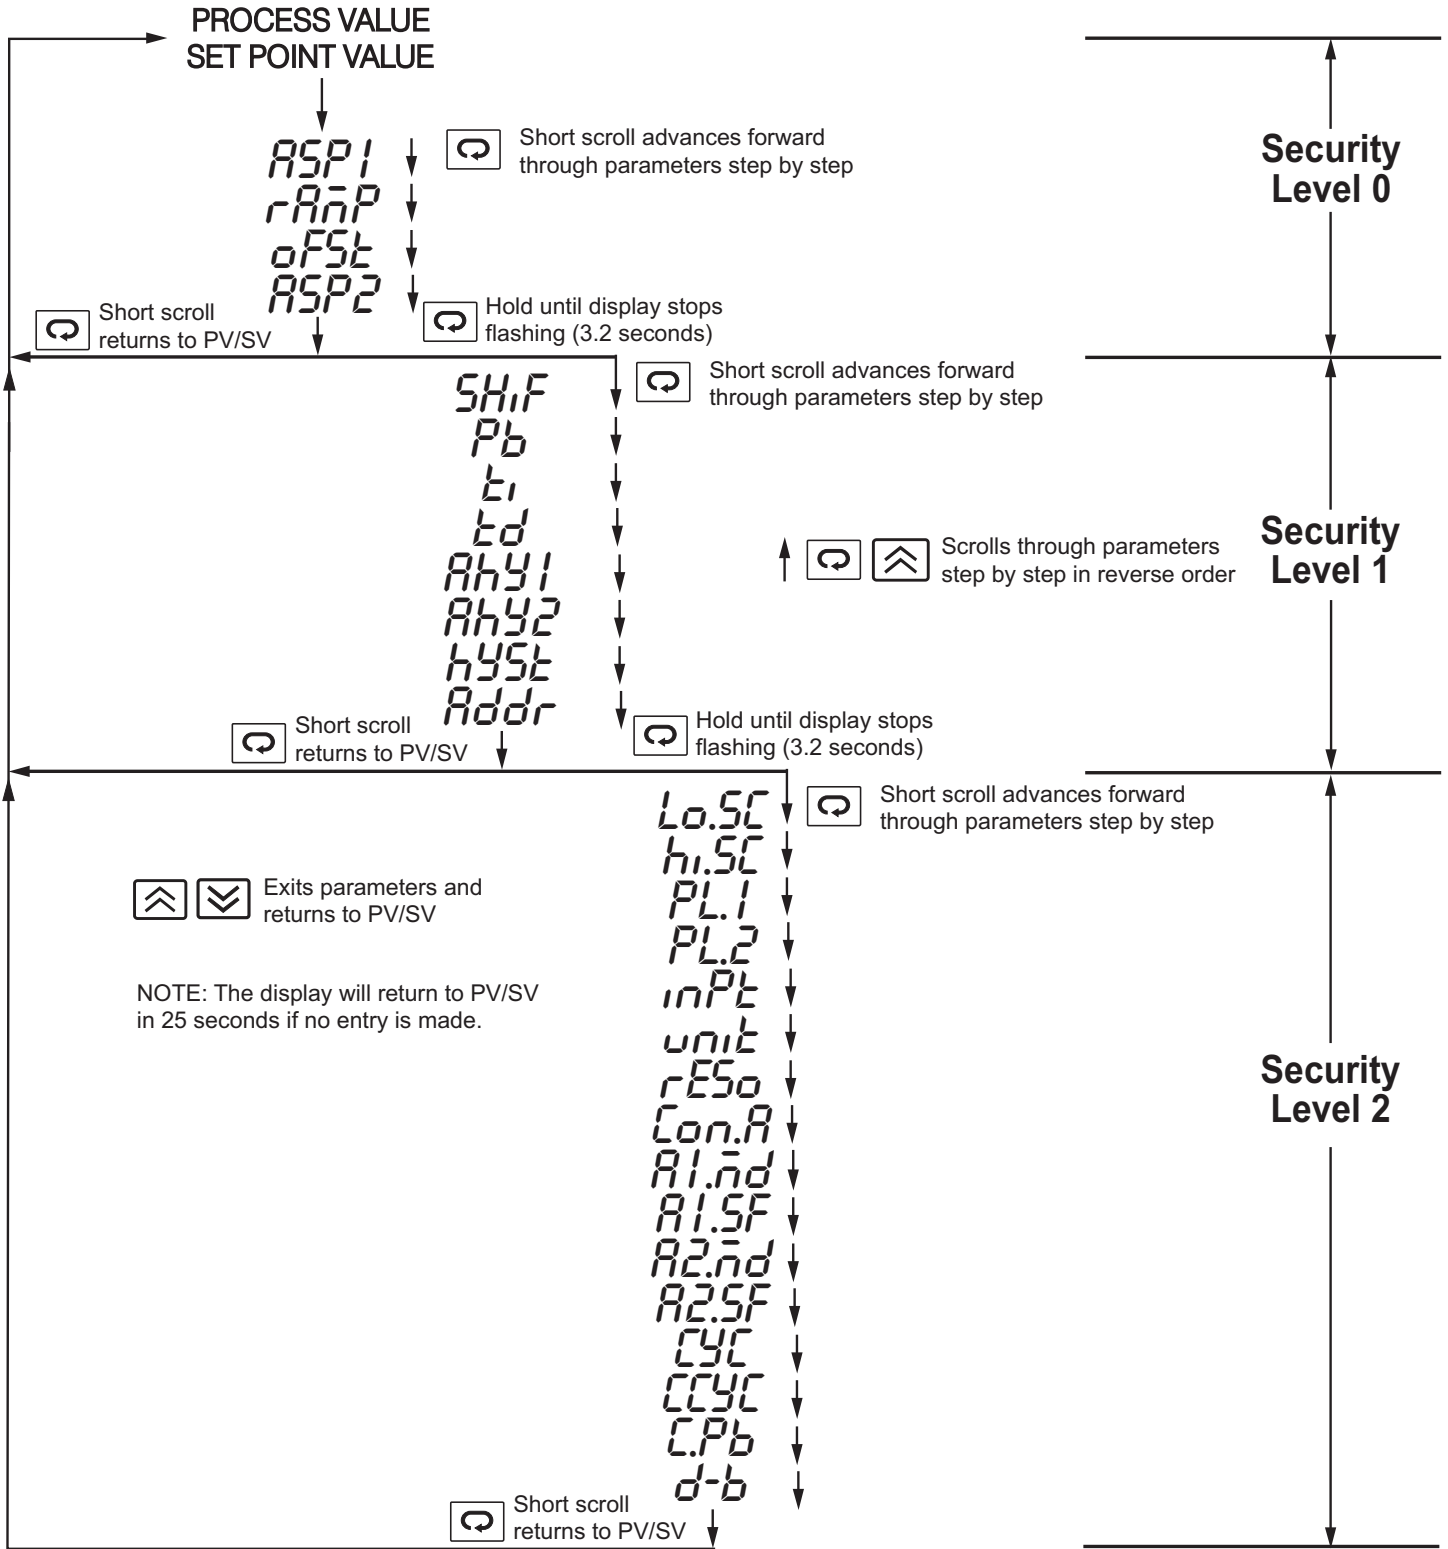 PROCESS VALUE
SET POINT VALUE
ASP1
rAmP
oFSt
ASP2
Short scroll advances forward
through parameters step by step
Security
Level 0
Short scroll
returns to PV/SV
Hold until display stops
flashing (3.2 seconds)
SHiF
Pb
ti
td
AhY1
AhY2
hYSt
Addr
Short scroll advances forward
through parameters step by step
Scrolls through parameters
step by step in reverse order
Security
Level 1
Short scroll
returns to PV/SV
Hold until display stops
flashing (3.2 seconds)
Lo.SC
hi.SC
PL.1
PL.2
inPt
unit
rESo
Con.A
A1.md
A1.SF
A2.md
A2.SF
CYC
CCYC
C.Pb
d-b
Short scroll advances forward
through parameters step by step
Exits parameters and
returns to PV/SV
NOTE: The display will return to PV/SV
in 25 seconds if no entry is made.
Security
Level 2
Short scroll
returns to PV/SV